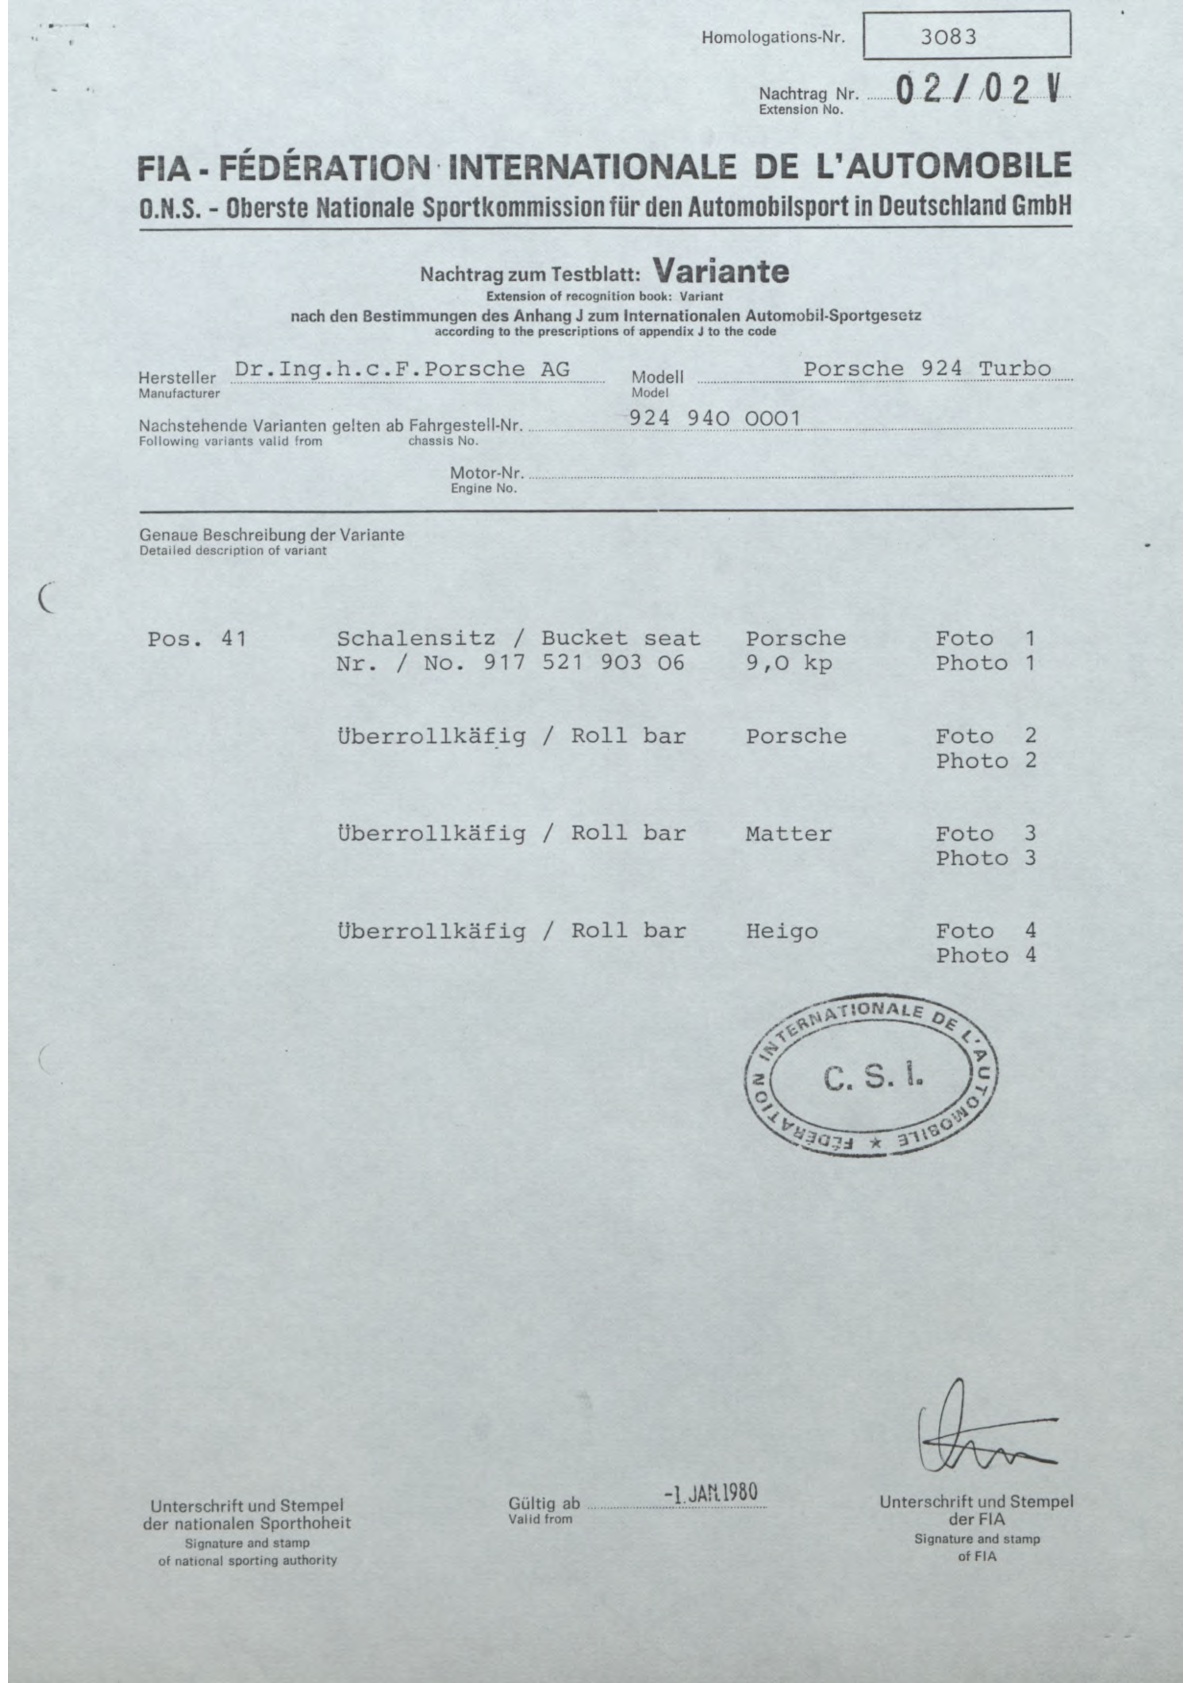 Homologations-Nr. 3083
Nachtrag Nr. 02/02 V
Extension No.
FIA - FÉDÉRATION INTERNATIONALE DE L'AUTOMOBILE
O.N.S. - Oberste Nationale Sportkommission für den Automobilsport in Deutschland GmbH
Nachtrag zum Testblatt: Variante
Extension of recognition book: Variant
nach den Bestimmungen des Anhang J zum Internationalen Automobil-Sportgesetz
according to the prescriptions of appendix J to the code
Hersteller Dr.Ing.h.c.F.Porsche AG Modell Porsche 924 Turbo
Manufacturer Model
Nachstehende Varianten gelten ab Fahrgestell-Nr. 924 940 0001
Following variants valid from chassis No.
Motor-Nr.
Engine No.
Genaue Beschreibung der Variante
Detailed description of variant
Pos. 41 Schalensitz / Bucket seat Porsche Foto 1
Nr. / No. 917 521 903 06 9,0 kp Photo 1
Überrollkäfig / Roll bar Porsche Foto 2
Photo 2
Überrollkäfig / Roll bar Matter Foto 3
Photo 3
Überrollkäfig / Roll bar Heigo Foto 4
Photo 4
FÉDÉRATION INTERNATIONALE DE L'AUTOMOBILE ★
C. S. I.
Gültig ab -1. JAN. 1980
Valid from
Unterschrift und Stempel
der nationalen Sporthoheit
Signature and stamp
of national sporting authority
Unterschrift und Stempel
der FIA
Signature and stamp
of FIA